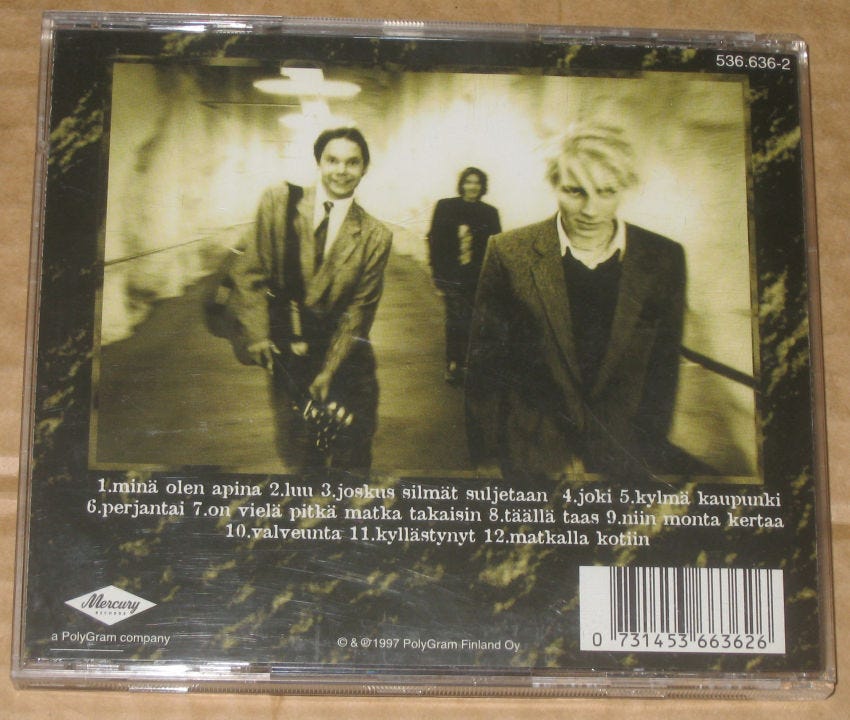 536.636-2
1.minä olen apina 2.luu 3.joskus silmät suljetaan 4.joki 5.kylmä kaupunki
6.perjantai 7.on vielä pitkä matka takaisin 8.täällä taas 9.niin monta kertaa
10.valveunta 11.kyllästynyt 12.matkalla kotiin
Mercury
RECORDS
a PolyGram company
© & ℗ 1997 PolyGram Finland Oy
0 731453 663626